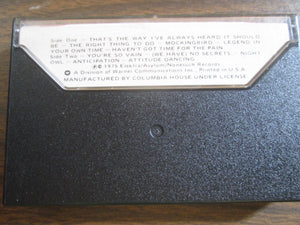 Side One - THAT'S THE WAY I'VE ALWAYS HEARD IT SHOULD
BE - THE RIGHT THING TO DO - MOCKINGBIRD - LEGEND IN
YOUR OWN TIME - HAVEN'T GOT TIME FOR THE PAIN
Side Two - YOU'RE SO VAIN - (WE HAVE) NO SECRETS - NIGHT
OWL - ANTICIPATION - ATTITUDE DANCING
℗© 1975 Elektra/Asylum/Nonesuch Records
A Division of Warner Communications Inc. Printed in U.S.A.
MANUFACTURED BY COLUMBIA HOUSE UNDER LICENSE